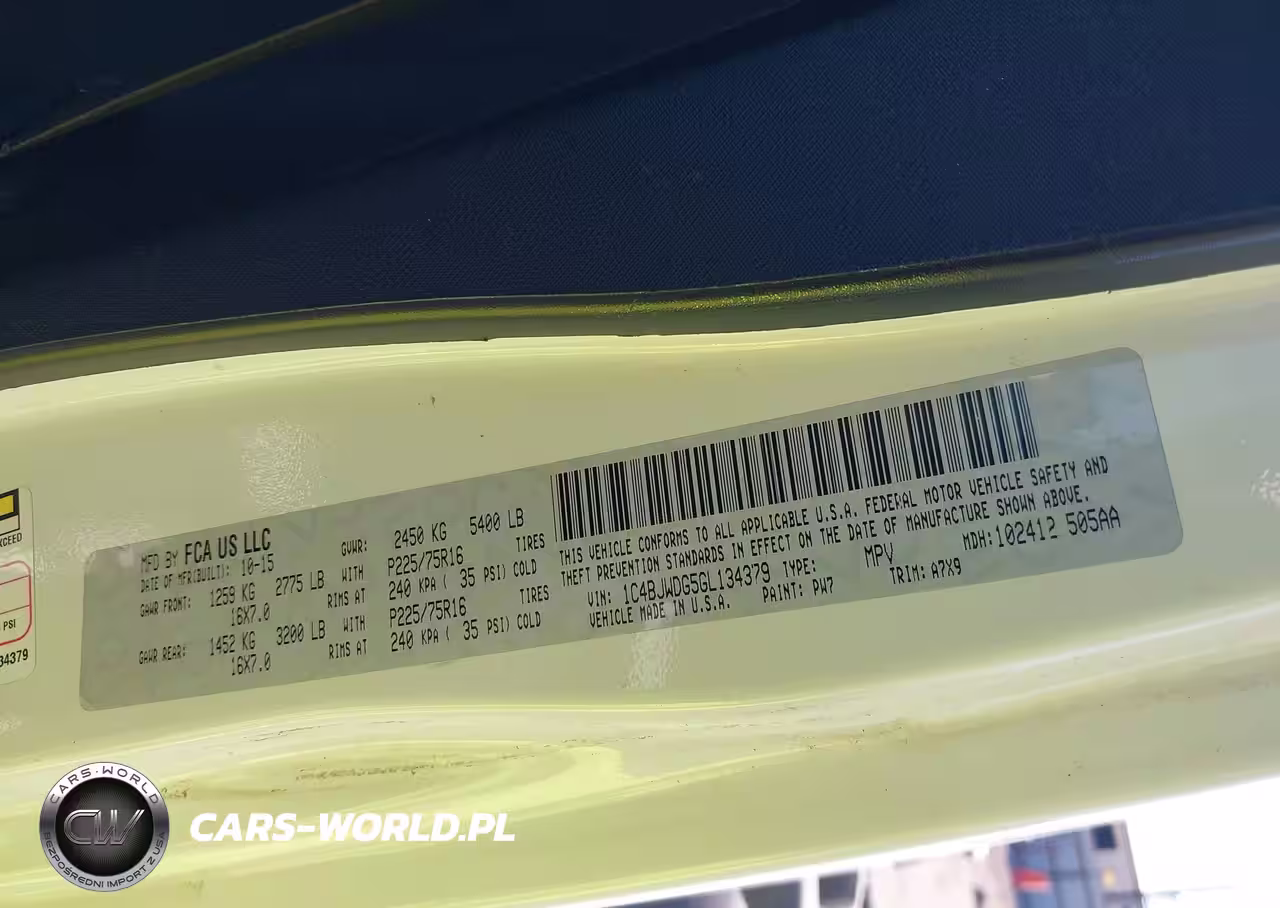 XCEED
PSI
34379
MFD BY FCA US LLC
DATE OF MFR(BUILT): 10-15
GVWR: 2450 KG 5400 LB
GAWR FRONT: 1259 KG 2775 LB WITH P225/75R16 TIRES
16X7.0 RIMS AT 240 KPA ( 35 PSI) COLD
GAWR REAR: 1452 KG 3200 LB WITH P225/75R16 TIRES
16X7.0 RIMS AT 240 KPA ( 35 PSI) COLD
THIS VEHICLE CONFORMS TO ALL APPLICABLE U.S.A. FEDERAL MOTOR VEHICLE SAFETY AND
THEFT PREVENTION STANDARDS IN EFFECT ON THE DATE OF MANUFACTURE SHOWN ABOVE.
VIN: 1C4BJWDG5GL134379 TYPE: MPV MDH: 102412 505AA
VEHICLE MADE IN U.S.A. PAINT: PW7 TRIM: A7X9
CARS-WORLD
CW
BEZPOŚREDNI IMPORT Z USA
CARS-WORLD.PL